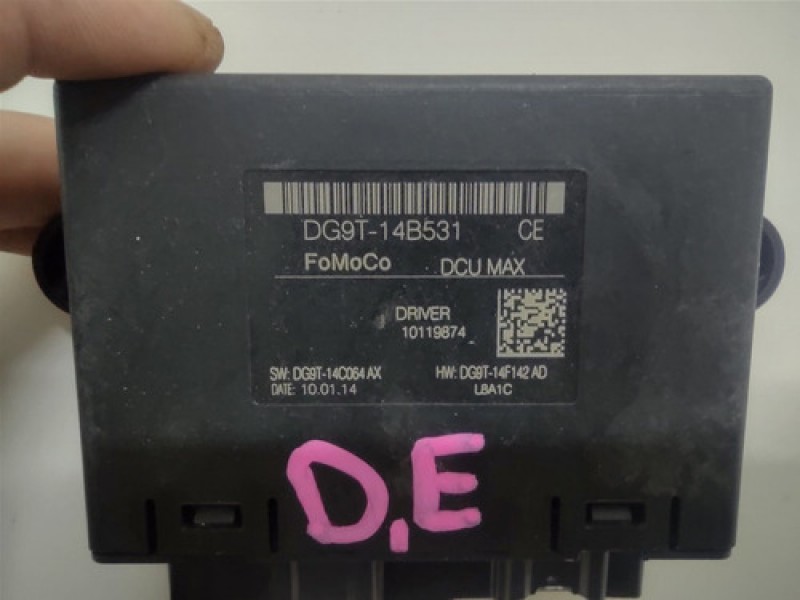 DG9T-14B531 CE
FoMoCo DCU MAX
DRIVER
10119874
SW: DG9T-14C064 AX HW: DG9T-14F142 AD
DATE: 10.01.14 L8A1C
D,E